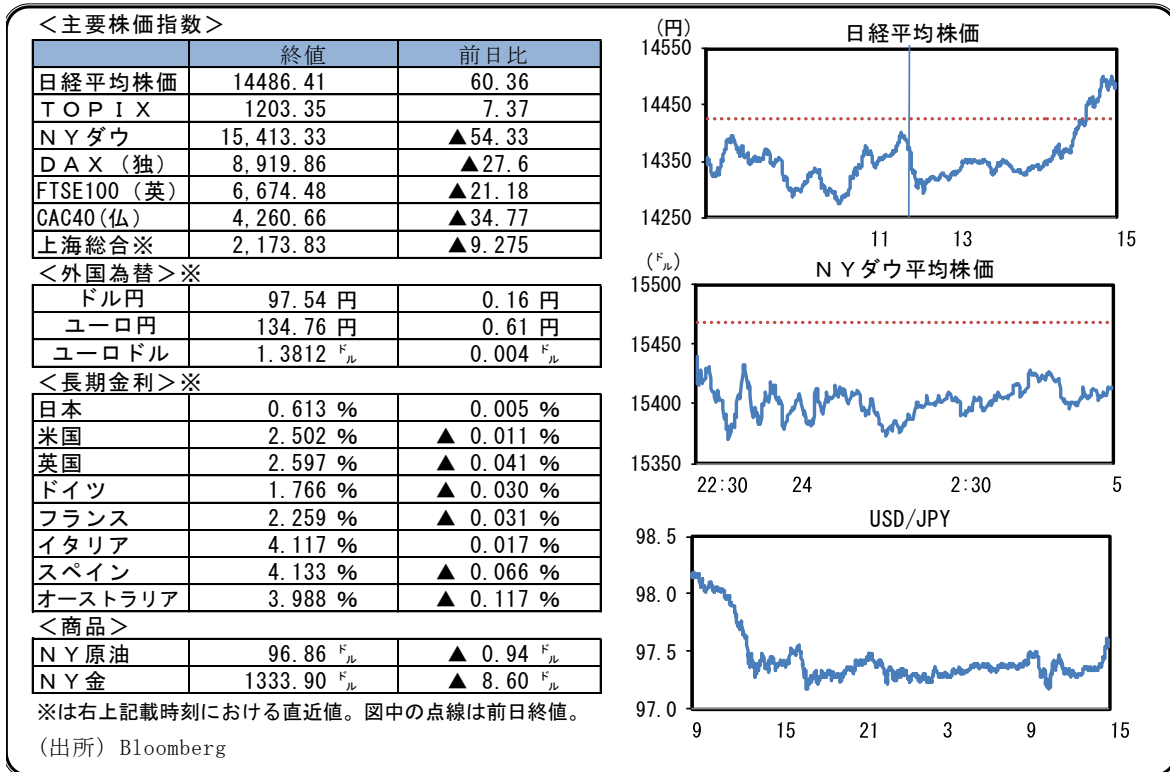 ＜主要株価指数＞
終値 前日比
日経平均株価 14486.41 60.36
ＴＯＰＩＸ 1203.35 7.37
ＮＹダウ 15,413.33 ▲54.33
ＤＡＸ（独） 8,919.86 ▲27.6
FTSE100（英） 6,674.48 ▲21.18
CAC40(仏) 4,260.66 ▲34.77
上海総合※ 2,173.83 ▲9.275
＜外国為替＞※
ドル円 97.54 円 0.16 円
ユーロ円 134.76 円 0.61 円
ユーロドル 1.3812 ドル 0.004 ドル
＜長期金利＞※
日本 0.613 % 0.005 %
米国 2.502 % ▲ 0.011 %
英国 2.597 % ▲ 0.041 %
ドイツ 1.766 % ▲ 0.030 %
フランス 2.259 % ▲ 0.031 %
イタリア 4.117 % 0.017 %
スペイン 4.133 % ▲ 0.066 %
オーストラリア 3.988 % ▲ 0.117 %
＜商品＞
ＮＹ原油 96.86 ドル ▲ 0.94 ドル
ＮＹ金 1333.90 ドル ▲ 8.60 ドル
※は右上記載時刻における直近値。図中の点線は前日終値。
(出所) Bloomberg
(円) 日経平均株価
14550
14450
14350
14250
11 13 15
(ドル) ＮＹダウ平均株価
15500
15450
15400
15350
22:30 24 2:30 5
USD/JPY
98.5
98.0
97.5
97.0
9 15 21 3 9 15